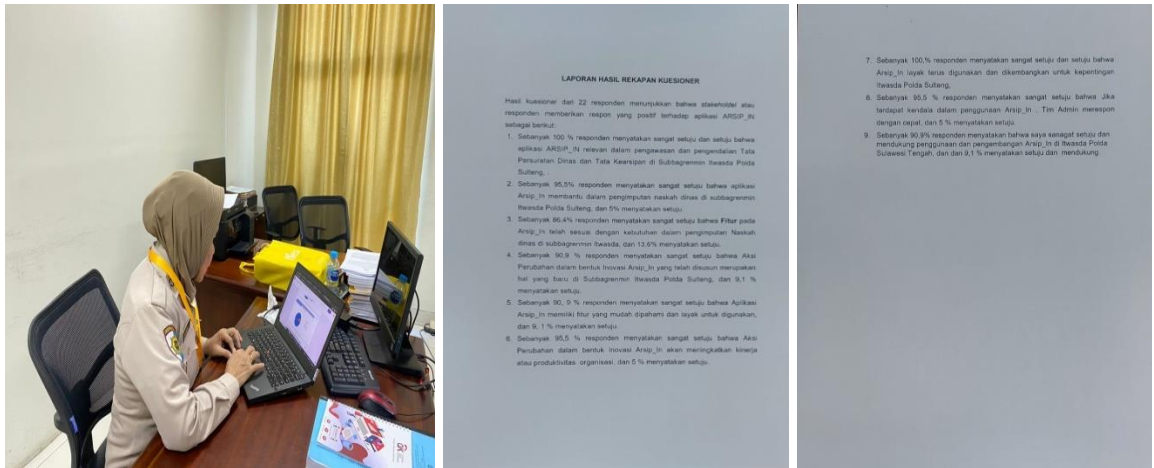 LAPORAN HASIL REKAPAN KUESIONER
Hasil kuesioner dari 22 responden menunjukkan bahwa stakeholder atau
responden memberikan respon yang positif terhadap aplikasi ARSIP_IN
sebagai berikut:
1. Sebanyak 100 % responden menyatakan sangat setuju dan setuju bahwa
aplikasi ARSIP_IN relevan dalam pengawasan dan pengendalian Tata
Persuratan Dinas dan Tata Kearsipan di Subbagrenmin Itwasda Polda
Sulteng, .
2. Sebanyak 95,5% responden menyatakan sangat setuju bahwa aplikasi
Arsip_In membantu dalam pengimputan naskah dinas di subbagrenmin
Itwasda Polda Sulteng, dan 5% menyatakan setuju.
3. Sebanyak 86,4% responden menyatakan sangat setuju bahwa Fitur pada
Arsip_In telah sesuai dengan kebutuhan dalam pengimputan Naskah
dinas di subbagrenmin Itwasda, dan 13.6% menyatakan setuju.
4. Sebanyak 90,9 % responden menyatakan sangat setuju bahwa Aksi
Perubahan dalam bentuk Inovasi Arsip_In yang telah disusun merupakan
hal yang baru di Subbagrenmin Itwasda Polda Sulteng, dan 9,1 %
menyatakan setuju.
5. Sebanyak 90, 9 % responden menyatakan sangat setuju bahwa Aplikasi
Arsip_In memiliki fitur yang mudah dipahami dan layak untuk digunakan,
dan 9, 1 % menyatakan setuju
6. Sebanyak 95,5 % responden menyatakan sangat setuju bahwa Aksi
Perubahan dalam bentuk inovasi Arsip_In akan meningkatkan kinerja
atau produktivitas organisasi, dan 5 % menyatakan setuju.
7. Sebanyak 100,% responden menyatakan sangat setuju dan setuju bahwa
Arsip_In layak terus digunakan dan dikembangkan untuk kepentingan
Itwasda Polda Sulteng,
8. Sebanyak 95,5 % responden menyatakan sangat setuju bahwa Jika
terdapat kendala dalam panggunaan Arsip_In , Tim Admin merespon
dengan cepat, dan 5 % menyatakan setuju.
9. Sebanyak 90,9% responden menyatakan bahwa saya senagat setuju dan
mendukung penggunaan dan pengembangan Arsip_In di Itwasda Polda
Sulawesi Tengah, dan dan 9,1 % menyatakan setuju dan mendukung.